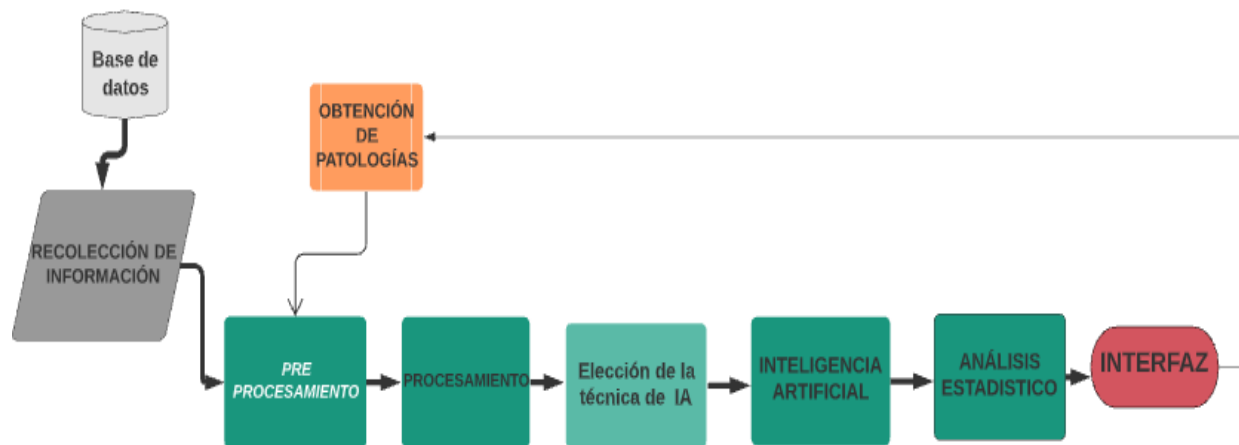 Base de
datos
OBTENCIÓN
DE
PATOLOGÍAS
RECOLECCIÓN DE
INFORMACIÓN
PRE
PROCESAMIENTO
PROCESAMIENTO
Elección de la
técnica de IA
INTELIGENCIA
ARTIFICIAL
ANÁLISIS
ESTADISTICO
INTERFAZ